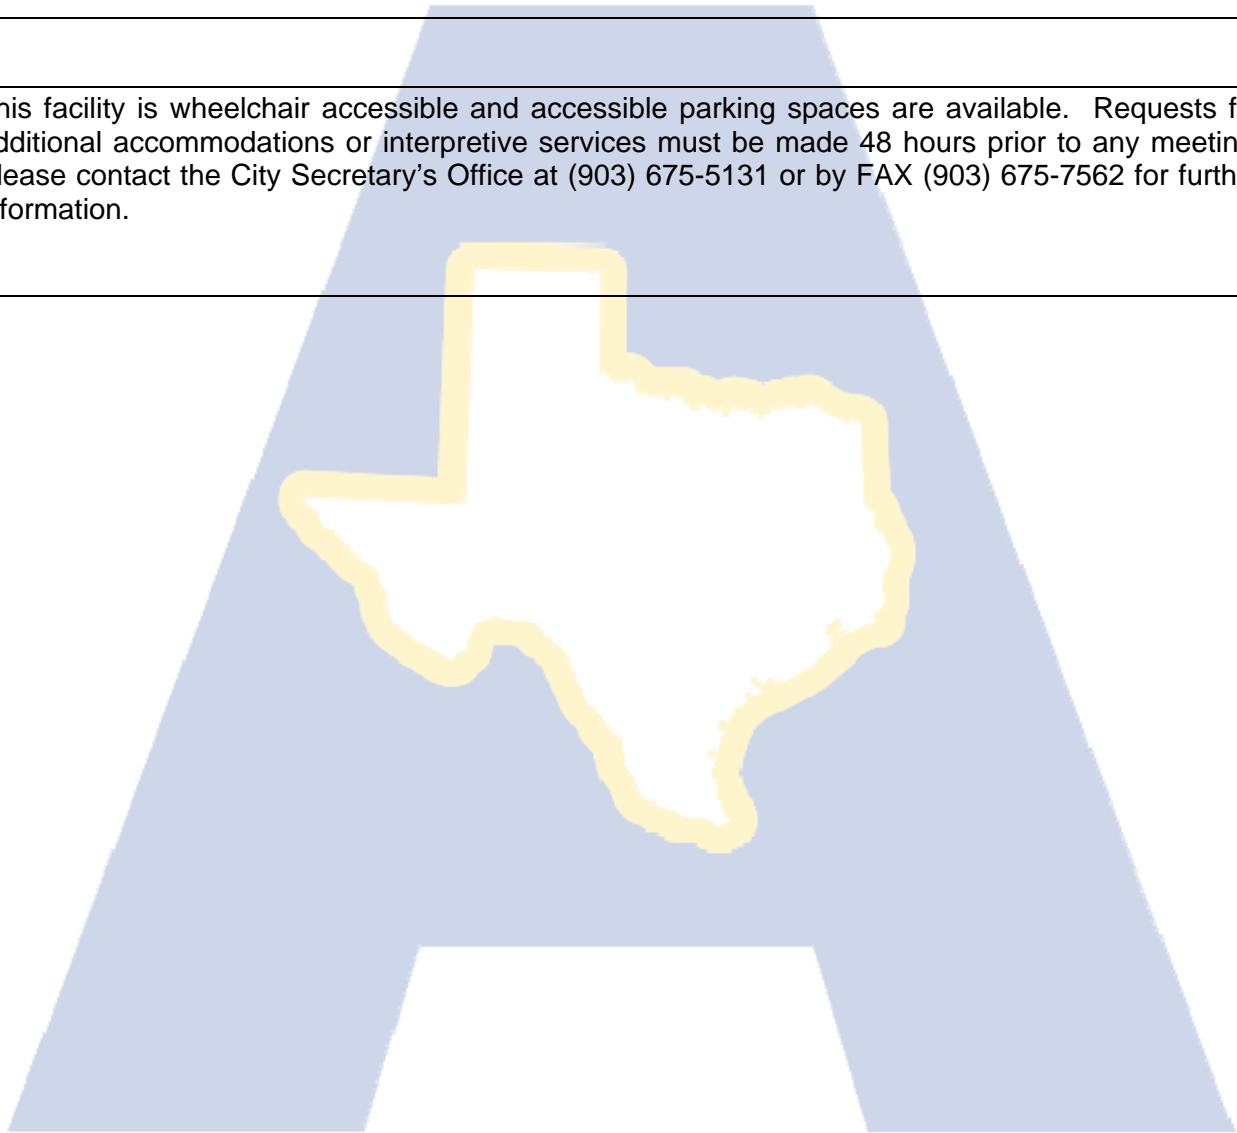 his facility is wheelchair accessible and accessible parking spaces are available. Requests f
dditional accommodations or interpretive services must be made 48 hours prior to any meetin
lease contact the City Secretary’s Office at (903) 675-5131 or by FAX (903) 675-7562 for furth
formation.